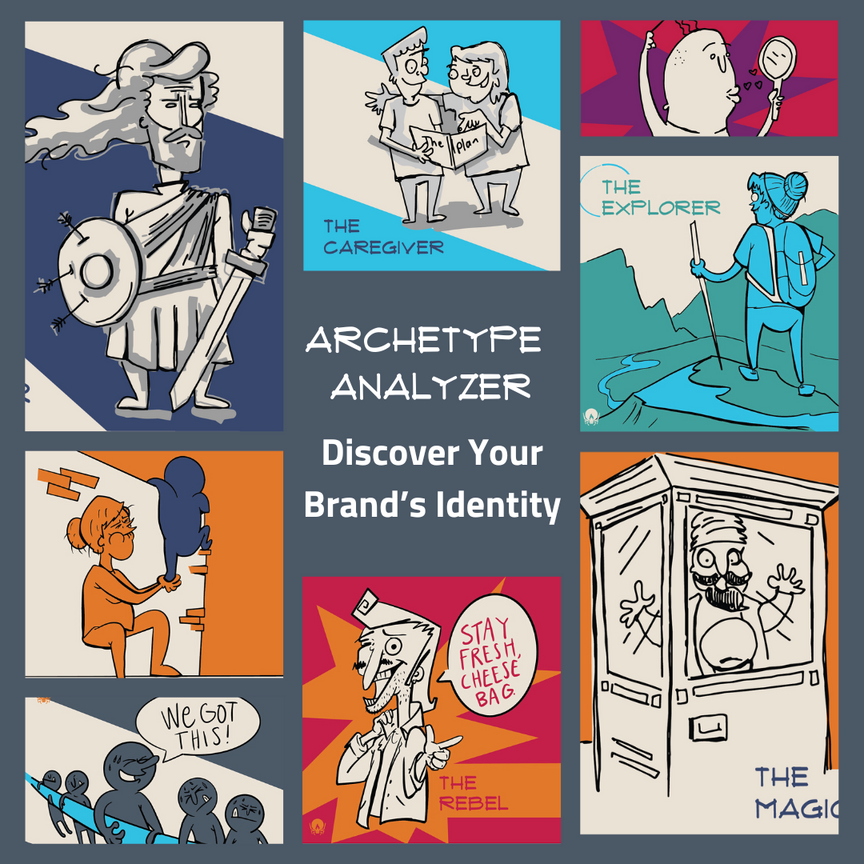 THE
CAREGIVER
The plan
THE
EXPLORER
ARCHETYPE
ANALYZER
Discover Your
Brand's Identity
STAY
FRESH,
CHEESE
BAG.
THE
REBEL
WE GOT
THIS!
THE
MAGIC